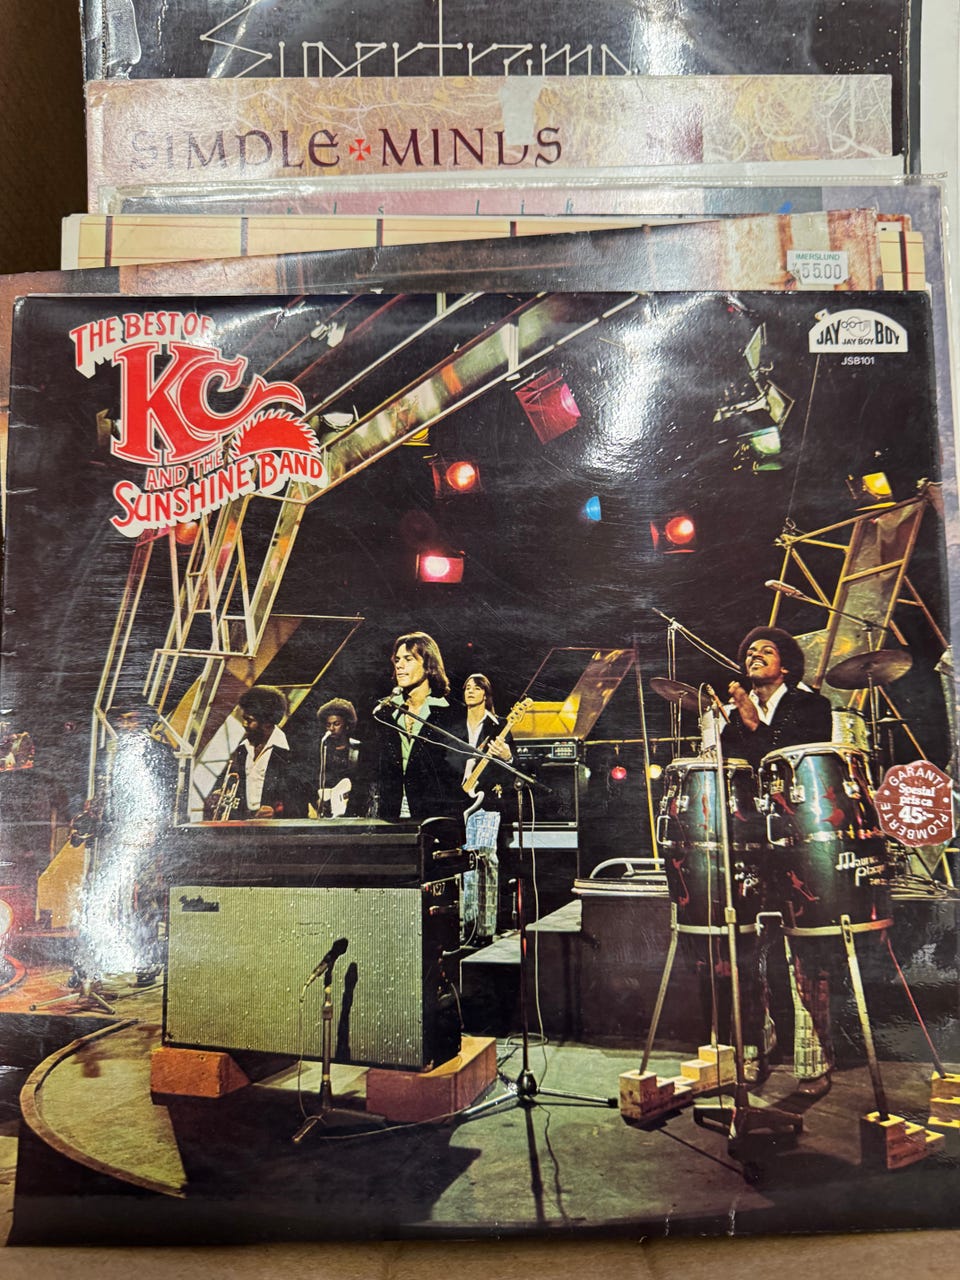 Supertramp
SIMPLE MINDS
IMERSLUND
55.00
THE BEST OF
KC
AND THE
SUNSHINE BAND
JAY BOY
JAY BOY
JSB101
GARANTI
Spesial
pris ca
45:-
PLOMBERTE